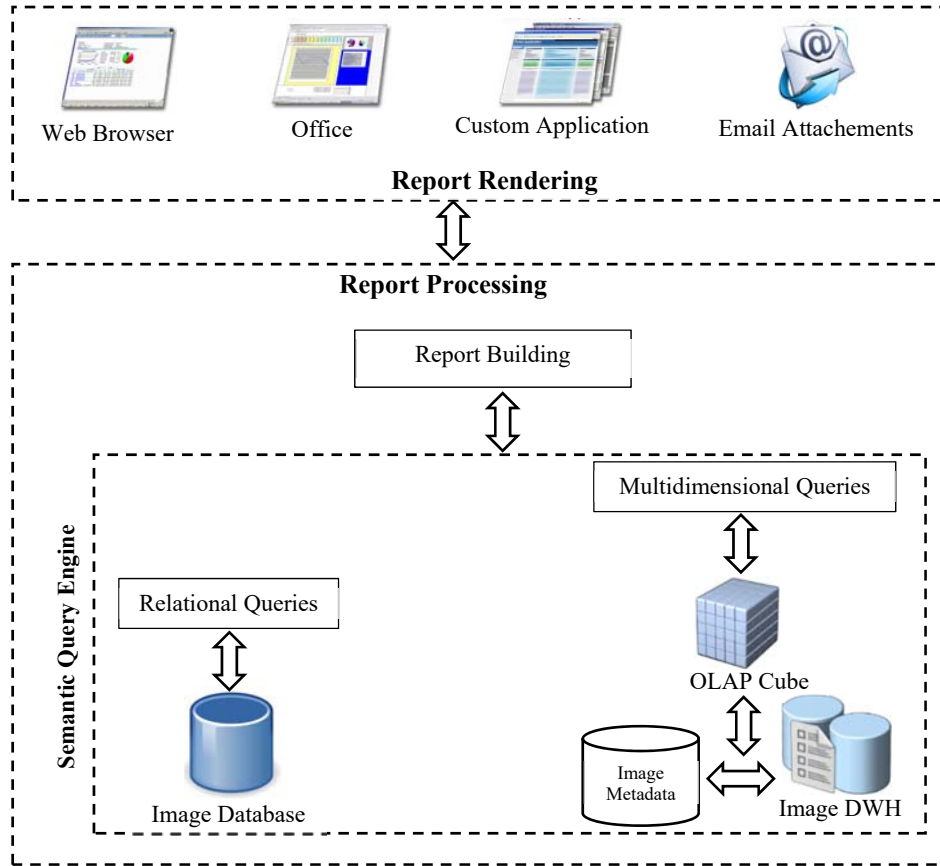 Web Browser
Office
Custom Application
Email Attachements
Report Rendering
Report Processing
Report Building
Semantic Query Engine
Multidimensional Queries
Relational Queries
OLAP Cube
Image
Metadata
Image Database
Image DWH